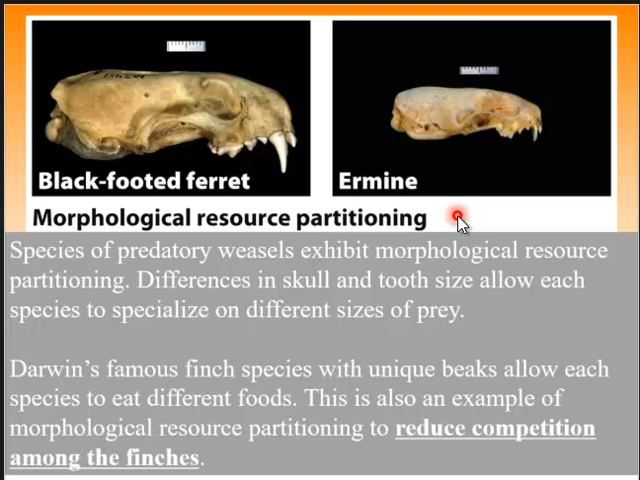 Black-footed ferret
Ermine
Morphological resource partitioning
Species of predatory weasels exhibit morphological resource
partitioning. Differences in skull and tooth size allow each
species to specialize on different sizes of prey.
Darwin’s famous finch species with unique beaks allow each
species to eat different foods. This is also an example of
morphological resource partitioning to reduce competition
among the finches.